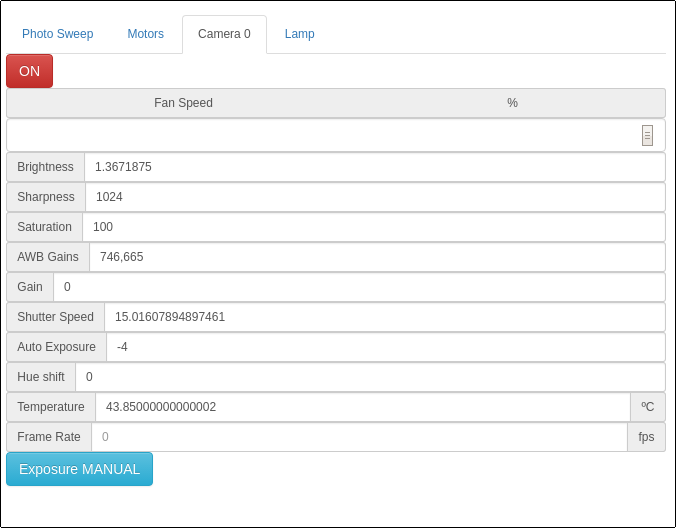 Photo Sweep Motors Camera 0 Lamp
ON
Fan Speed %
Brightness 1.3671875
Sharpness 1024
Saturation 100
AWB Gains 746,665
Gain 0
Shutter Speed 15.01607894897461
Auto Exposure -4
Hue shift 0
Temperature 43.85000000000002 ºC
Frame Rate 0 fps
Exposure MANUAL